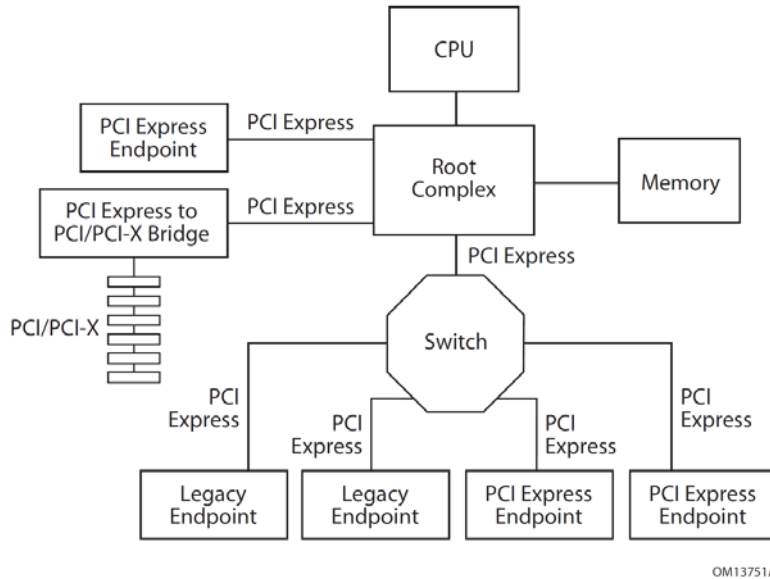 CPU
PCI Express
Endpoint
PCI Express
Root
Complex
Memory
PCI Express to
PCI/PCI-X Bridge
PCI Express
PCI Express
PCI/PCI-X
Switch
PCI
Express
PCI
Express
PCI
Express
PCI
Express
Legacy
Endpoint
Legacy
Endpoint
PCI Express
Endpoint
PCI Express
Endpoint
OM13751